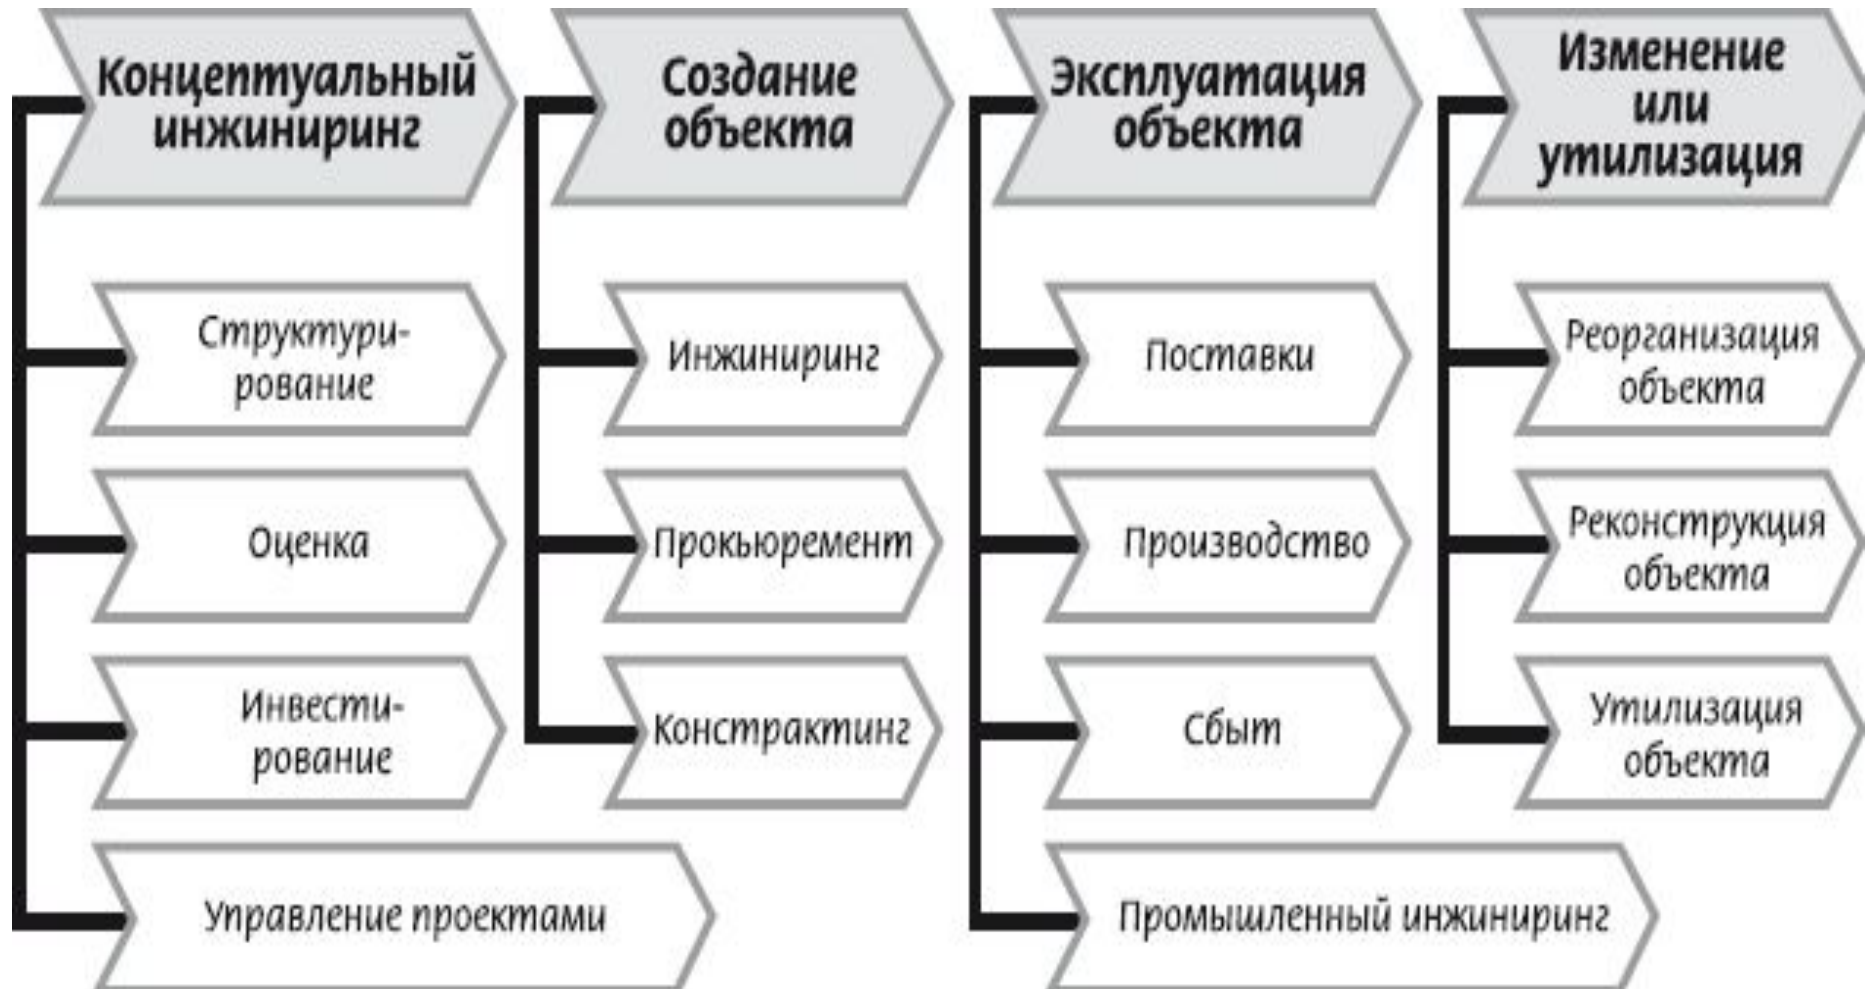 Концептуальный
инжиниринг
Создание
объекта
Эксплуатация
объекта
Изменение
или
утилизация
Структури-
рование
Инжиниринг
Поставки
Реорганизация
объекта
Оценка
Прокьюремент
Производство
Реконструкция
объекта
Инвести-
рование
Констрактинг
Сбыт
Утилизация
объекта
Управление проектами
Промышленный инжиниринг